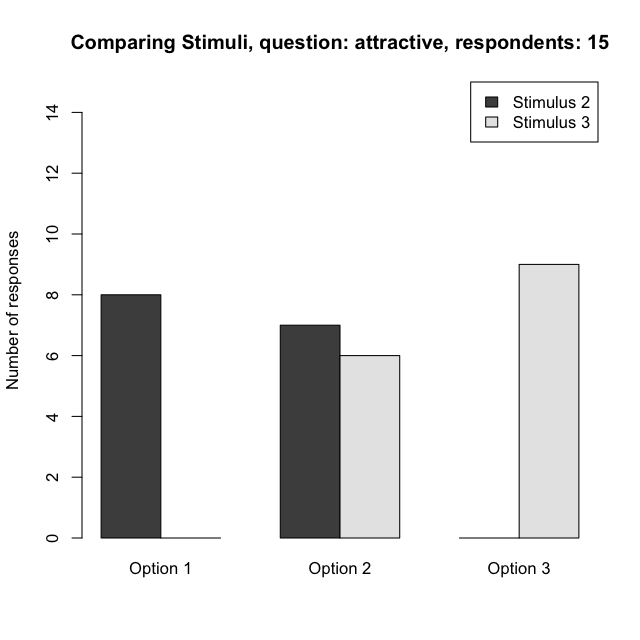 Comparing Stimuli, question: attractive, respondents: 15
Stimulus 2
Stimulus 3
Number of responses
14
12
10
8
6
4
2
0
Option 1 Option 2 Option 3